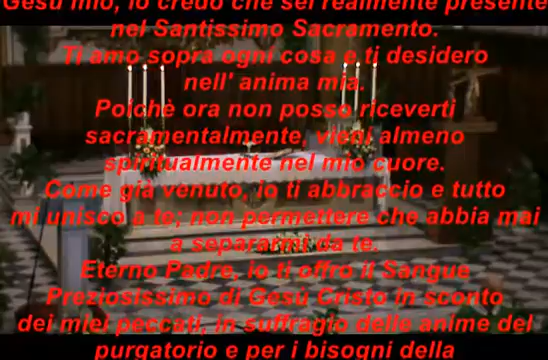 Gesù mio, io credo che sei realmente presente
nel Santissimo Sacramento.
Ti amo sopra ogni cosa e ti desidero
nell' anima mia.
Poichè ora non posso riceverti
sacramentalmente, vieni almeno
spiritualmente nel mio cuore.
Come già venuto, io ti abbraccio e tutto
mi unisco a te; non permettere che abbia mai
a separarmi da te.
Eterno Padre, io ti offro il Sangue
Preziosissimo di Gesù Cristo in sconto
dei miei peccati, in suffragio delle anime del
purgatorio e per i bisogni della